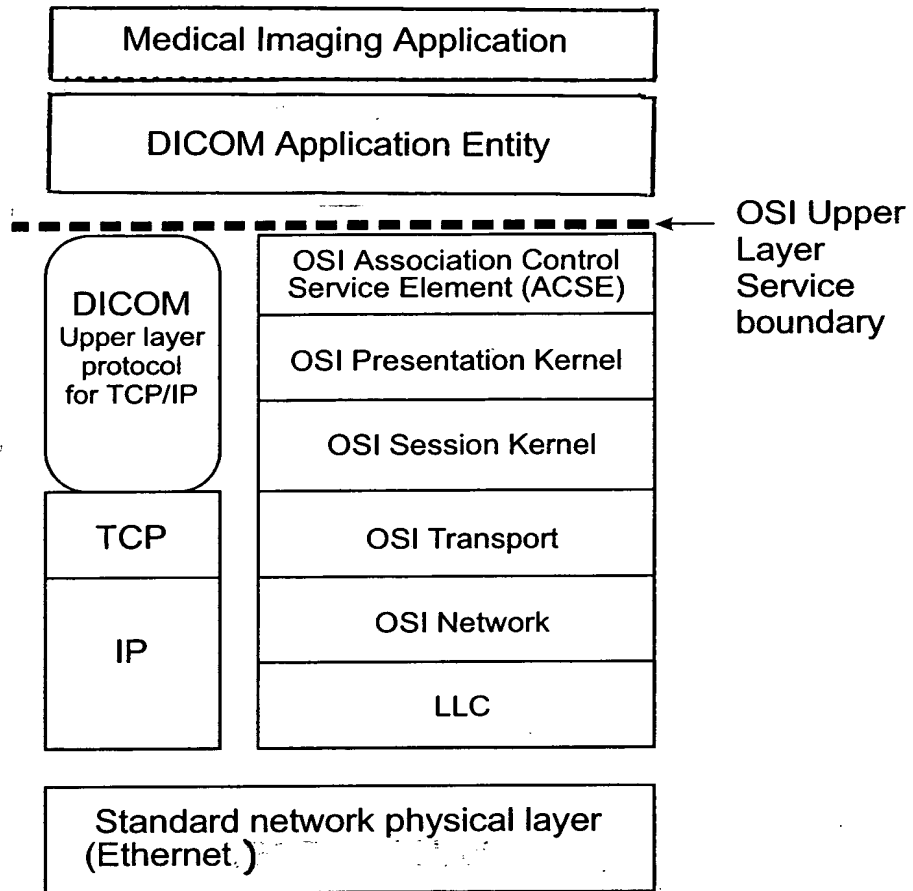 Medical Imaging Application
DICOM Application Entity
OSI Upper
Layer
Service
boundary
DICOM
Upper layer
protocol
for TCP/IP
TCP
IP
OSI Association Control
Service Element (ACSE)
OSI Presentation Kernel
OSI Session Kernel
OSI Transport
OSI Network
LLC
Standard network physical layer
(Ethernet )